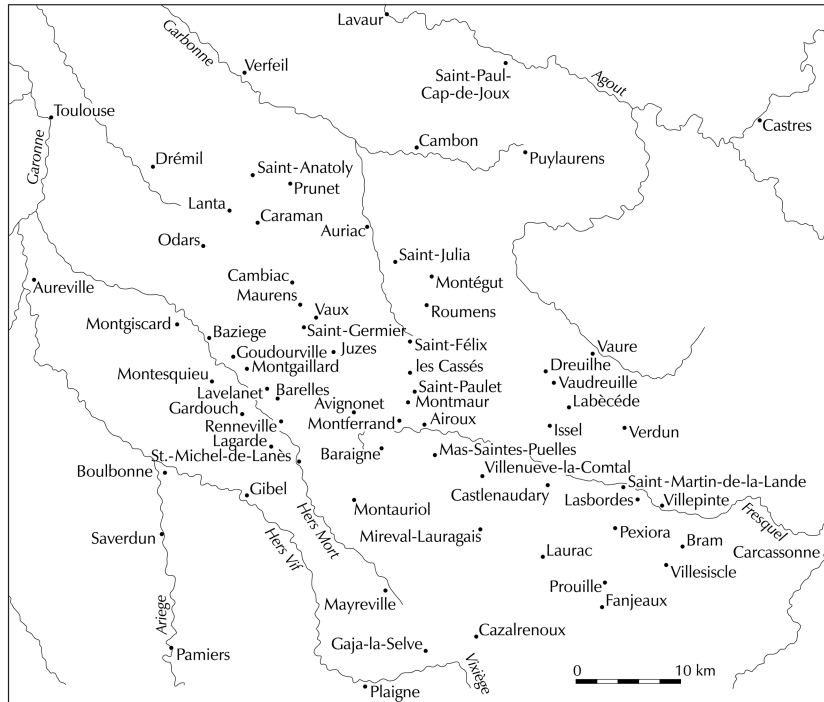 Lavaur
Garbonne
Verfeil
Saint-Paul-
Cap-de-Joux
Agout
Toulouse
Castres
Garonne
Cambon
Puylaurens
Drémil
Saint-Anatoly
Prunet
Lanta
Caraman
Auriac
Odars
Saint-Julia
Cambiac
Montégut
Aureville
Maurens
Roumens
Vaux
Montgiscard
Saint-Germier
Baziege
Saint-Félix
Goudourville
Juzes
Vaure
Montgaillard
les Cassés
Dreuilhe
Montesquieu
Vaudreuille
Lavelanet
Barelles
Saint-Paulet
Gardouch
Avignonet
Montmaur
Labècéde
Renneville
Montferrand
Airoux
Issel
Verdun
Lagarde
St.-Michel-de-Lanès
Baraigne
Mas-Saintes-Puelles
Boulbonne
Villenueve-la-Comtal
Gibel
Castlenaudary
Saint-Martin-de-la-Lande
Lasbordes
Villepinte
Montauriol
Fresquel
Saverdun
Hers Mort
Hers Vif
Mireval-Lauragais
Pexiora
Bram
Carcassonne
Laurac
Villesiscle
Prouille
Mayreville
Fanjeaux
Ariege
Cazalrenoux
Pamiers
Gaja-la-Selve
Vixiège
0 10 km
Plaigne